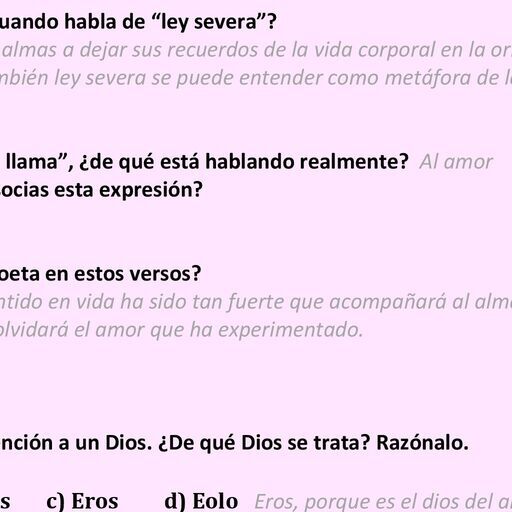 uando habla de “ley severa”?
almas a dejar sus recuerdos de la vida corporal en la or
mbién ley severa se puede entender como metáfora de l
llama”, ¿de qué está hablando realmente? Al amor
socias esta expresión?
oeta en estos versos?
ntido en vida ha sido tan fuerte que acompañará al alm
olvidará el amor que ha experimentado.
nción a un Dios. ¿De qué Dios se trata? Razónalo.
s c) Eros d) Eolo Eros, porque es el dios del a